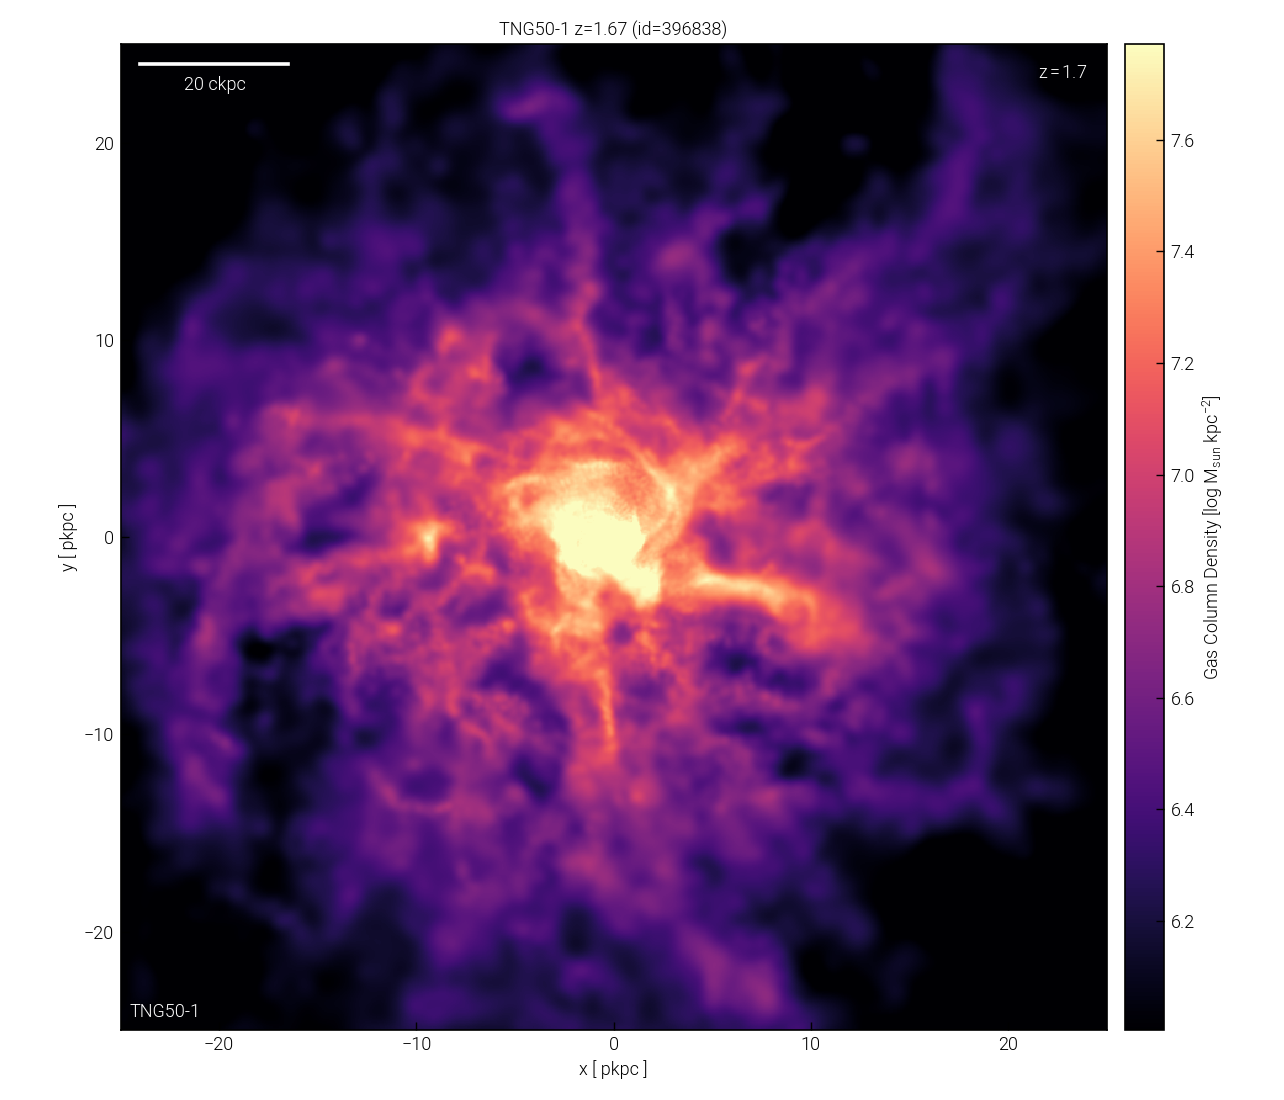 TNG50-1 z=1.67 (id=396838)
20 ckpc
z=1.7
20
10
0
−10
−20
y [ pkpc ]
TNG50-1
−20
−10
0
10
20
x [ pkpc ]
7.6
7.4
7.2
7.0
6.8
6.6
6.4
6.2
Gas Column Density [log M_sun kpc^−2]